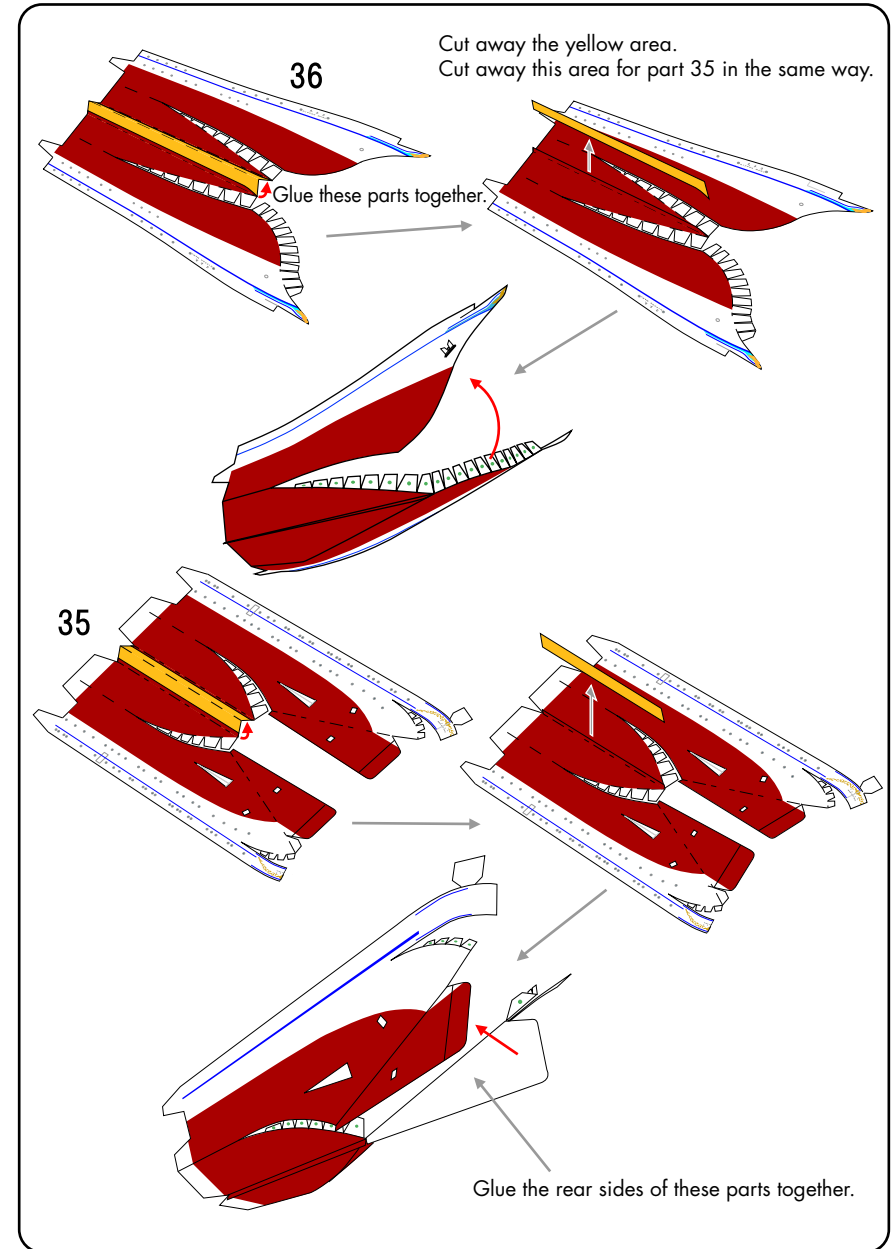 36
Cut away the yellow area.
Cut away this area for part 35 in the same way.
Glue these parts together.
35
Glue the rear sides of these parts together.